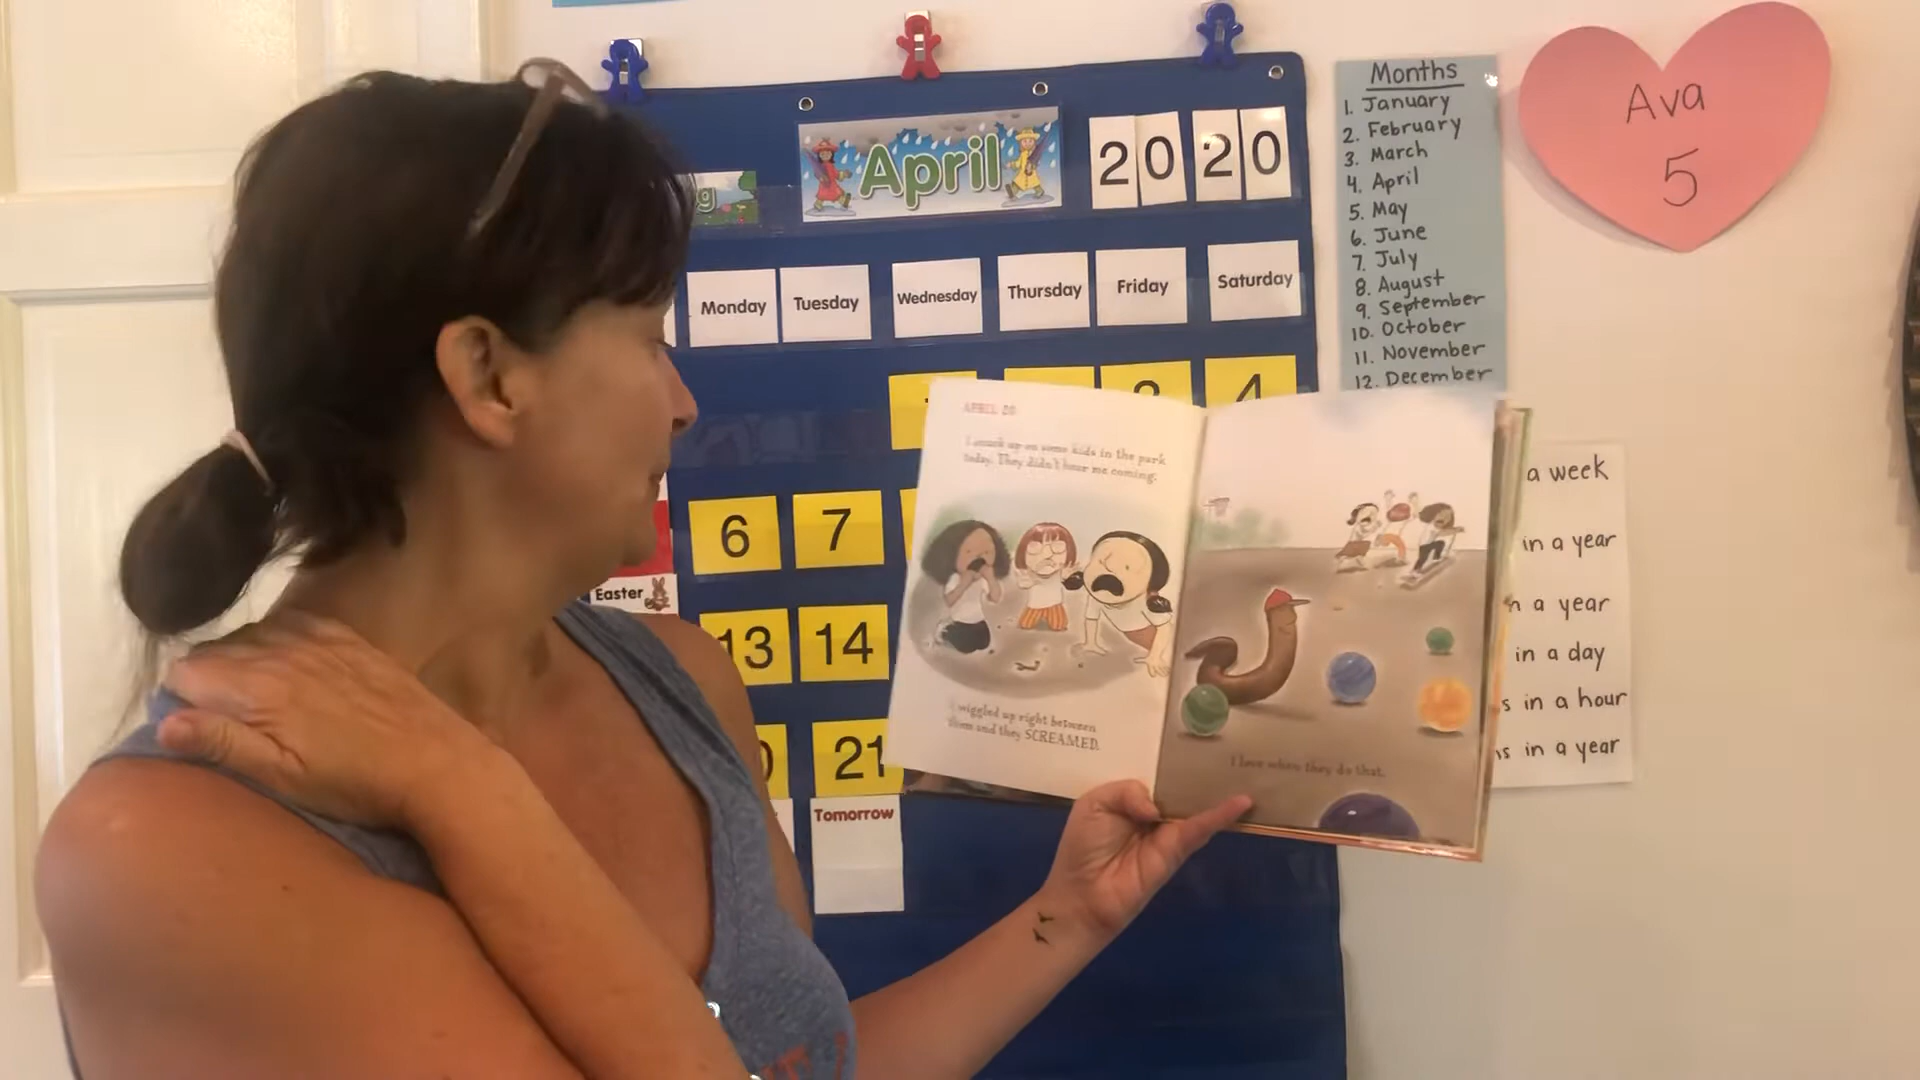 April
2020
Monday Tuesday Wednesday Thursday Friday Saturday
4
6 7
Easter
13 14
21
Tomorrow
Months
1. January
2. February
3. March
4. April
5. May
6. June
7. July
8. August
9. September
10. October
11. November
12. December
Ava
5
a week
in a year
in a year
in a day
in a hour
in a year
APRIL 20
I snuck up on some kids in the park
today. They didn't hear me coming.
I wiggled up right between
them and they SCREAMED.
I love when they do that.